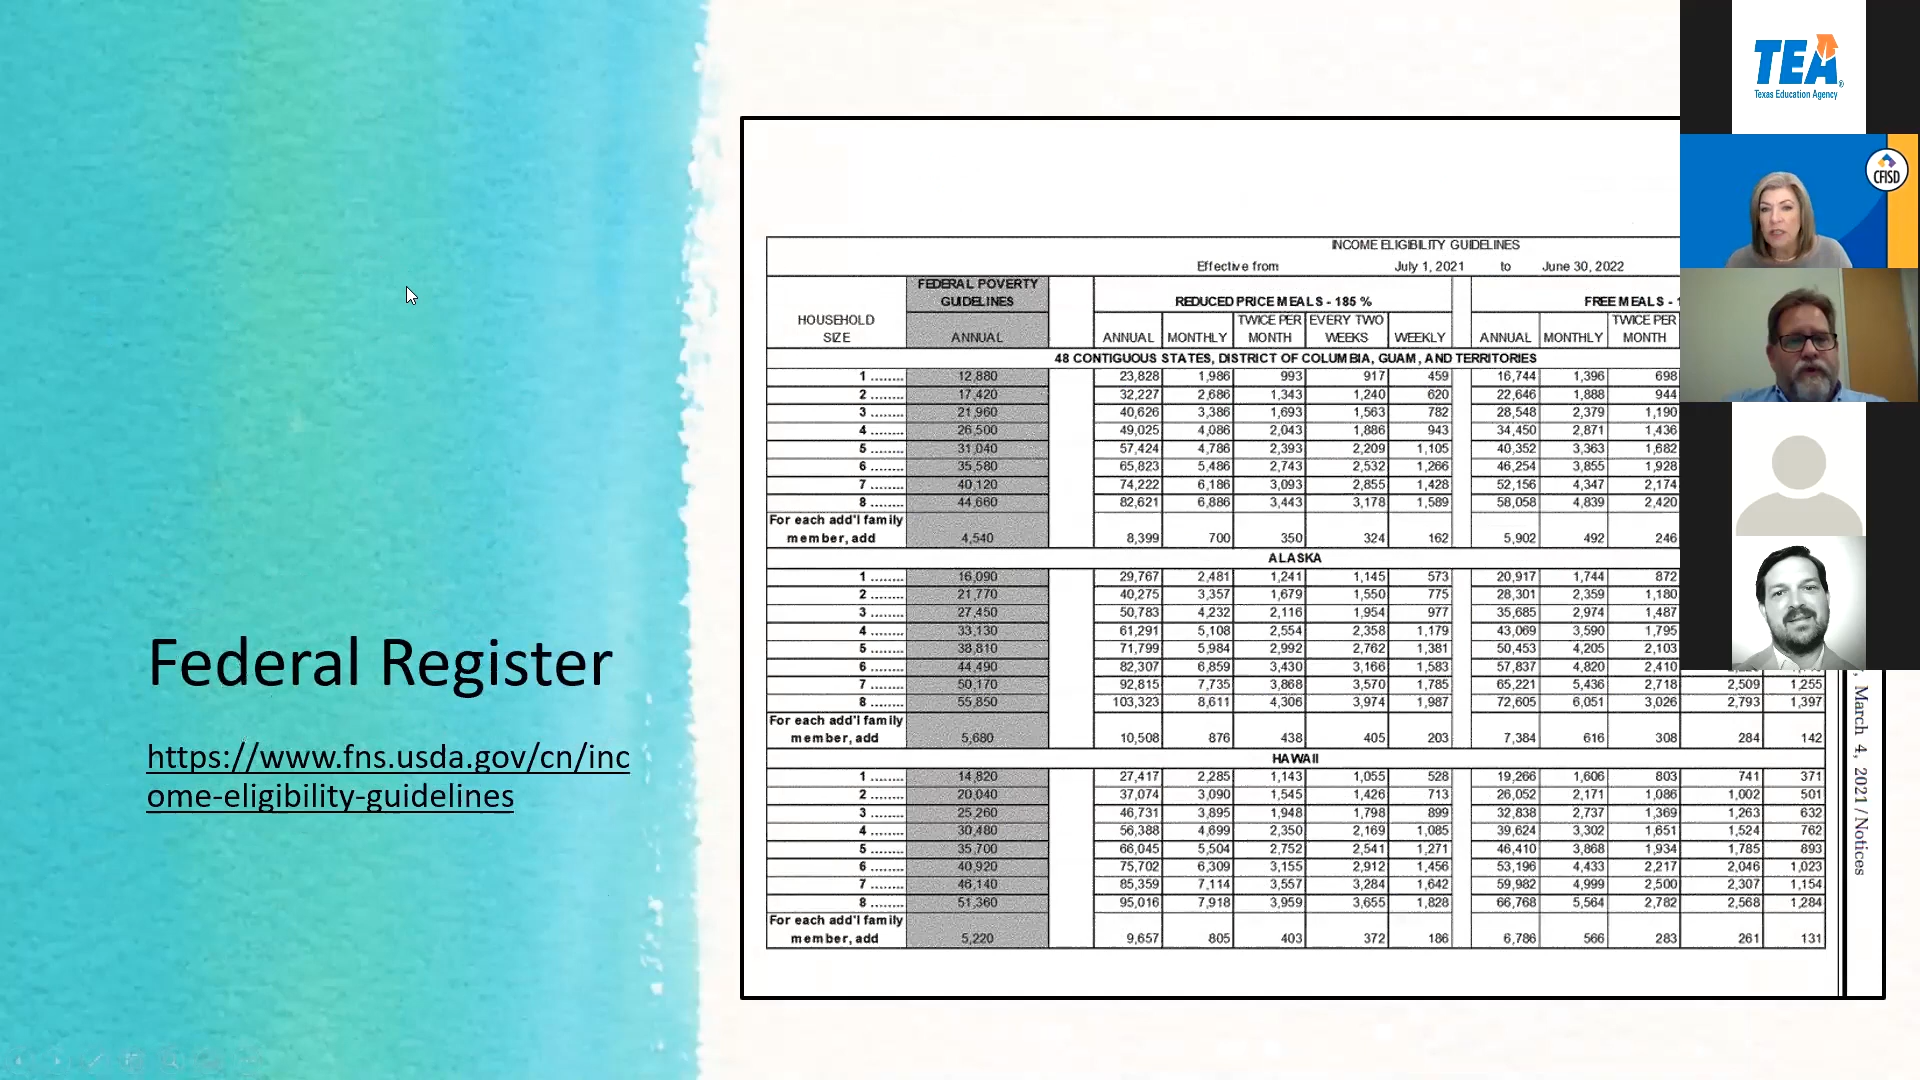 Federal Register
https://www.fns.usda.gov/cn/inc
ome-eligibility-guidelines
INCOME ELIGIBILITY GUIDELINES
Effective from July 1, 2021 to June 30, 2022
FEDERAL POVERTY
GUIDELINES REDUCED PRICE MEALS - 185 % FREE MEALS - 1
HOUSEHOLD TWICE PER EVERY TWO TWICE PER
SIZE ANNUAL ANNUAL MONTHLY MONTH WEEKS WEEKLY ANNUAL MONTHLY MONTH
48 CONTIGUOUS STATES, DISTRICT OF COLUMBIA, GUAM, AND TERRITORIES
1 ........ 12,880 23,828 1,986 993 917 459 16,744 1,396 698
2 ........ 17,420 32,227 2,686 1,343 1,240 620 22,646 1,888 944
3 ........ 21,960 40,626 3,386 1,693 1,563 782 28,548 2,379 1,190
4 ........ 26,500 49,025 4,086 2,043 1,886 943 34,450 2,871 1,436
5 ........ 31,040 57,424 4,786 2,393 2,209 1,105 40,352 3,363 1,682
6 ........ 35,580 65,823 5,486 2,743 2,532 1,266 46,254 3,855 1,928
7 ........ 40,120 74,222 6,186 3,093 2,855 1,428 52,156 4,347 2,174
8 ........ 44,660 82,621 6,886 3,443 3,178 1,589 58,058 4,839 2,420
For each add'l family
member, add 4,540 8,399 700 350 324 162 5,902 492 246
ALASKA
1 ........ 16,090 29,767 2,481 1,241 1,145 573 20,917 1,744 872
2 ........ 21,770 40,275 3,357 1,679 1,550 775 28,301 2,359 1,180
3 ........ 27,450 50,783 4,232 2,116 1,954 977 35,685 2,974 1,487
4 ........ 33,130 61,291 5,108 2,554 2,358 1,179 43,069 3,590 1,795
5 ........ 38,810 71,799 5,984 2,992 2,762 1,381 50,453 4,205 2,103
6 ........ 44,490 82,307 6,859 3,430 3,166 1,583 57,837 4,820 2,410
7 ........ 50,170 92,815 7,735 3,868 3,570 1,785 65,221 5,436 2,718 2,509 1,255
8 ........ 55,850 103,323 8,611 4,306 3,974 1,987 72,605 6,051 3,026 2,793 1,397
For each add'l family
member, add 5,680 10,508 876 438 405 203 7,384 616 308 284 142
HAWAII
1 ........ 14,820 27,417 2,285 1,143 1,055 528 19,266 1,606 803 741 371
2 ........ 20,040 37,074 3,090 1,545 1,426 713 26,052 2,171 1,086 1,002 501
3 ........ 25,260 46,731 3,895 1,948 1,798 899 32,838 2,737 1,369 1,263 632
4 ........ 30,480 56,388 4,699 2,350 2,169 1,085 39,624 3,302 1,651 1,524 762
5 ........ 35,700 66,045 5,504 2,752 2,541 1,271 46,410 3,868 1,934 1,785 893
6 ........ 40,920 75,702 6,309 3,155 2,912 1,456 53,196 4,433 2,217 2,046 1,023
7 ........ 46,140 85,359 7,114 3,557 3,284 1,642 59,982 4,999 2,500 2,307 1,154
8 ........ 51,360 95,016 7,918 3,959 3,655 1,828 66,768 5,564 2,782 2,568 1,284
For each add'l family
member, add 5,220 9,657 805 403 372 186 6,786 566 283 261 131
, March 4, 2021 / Notices
TEA
Texas Education Agency
CFISD